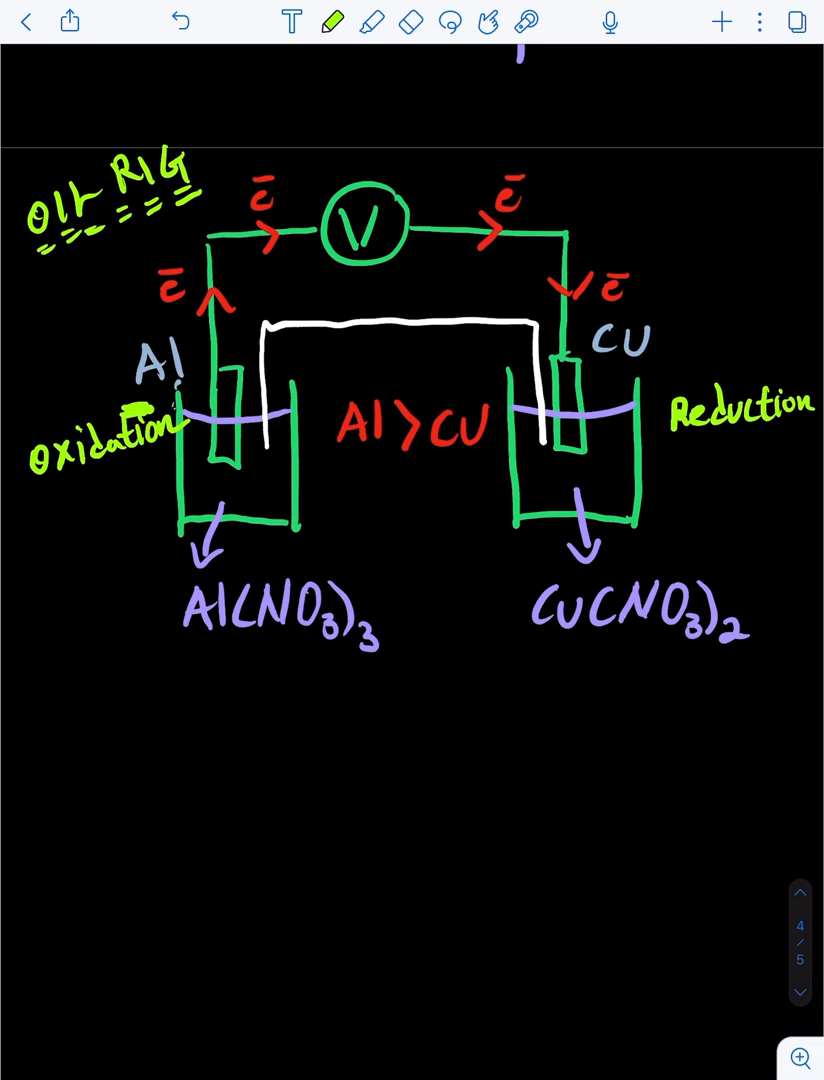 T
OIL RIG
ē
ē
V
ē
ē
Al
CU
Oxidation
Al > CU
Reduction
Al(NO3)3
CU(NO3)2
4
/
5